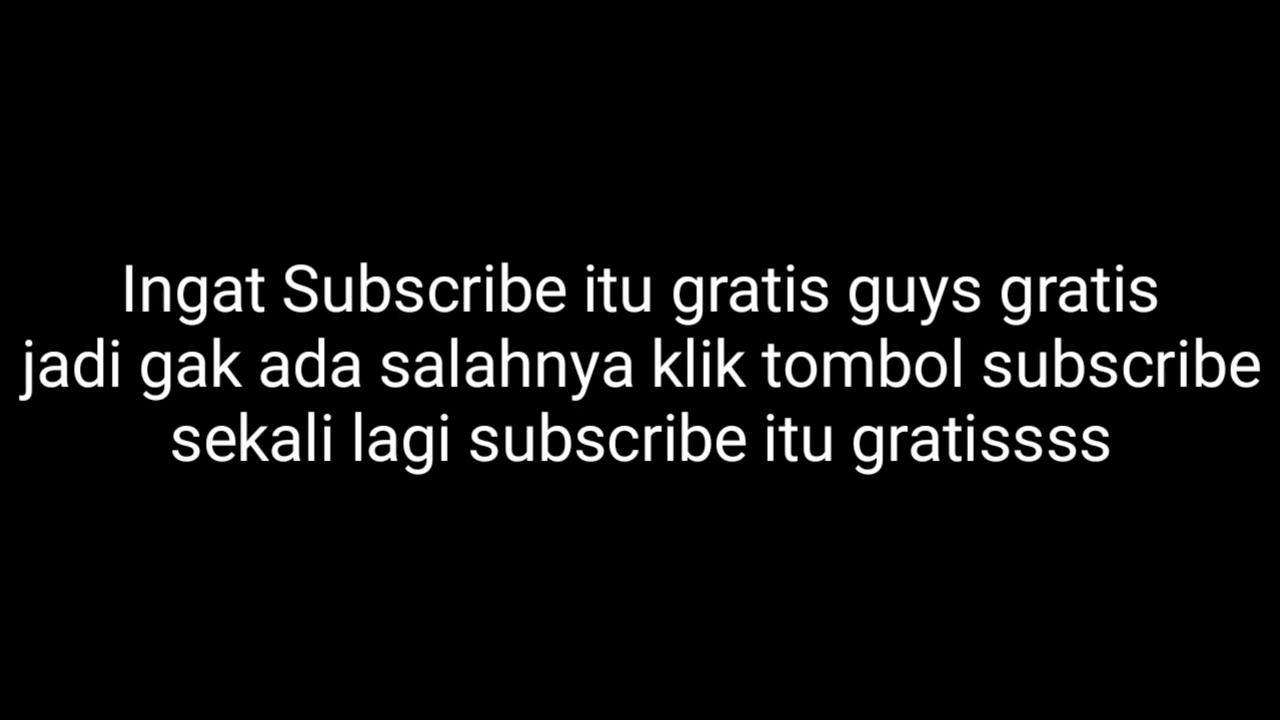 Ingat Subscribe itu gratis guys gratis
jadi gak ada salahnya klik tombol subscribe
sekali lagi subscribe itu gratissss